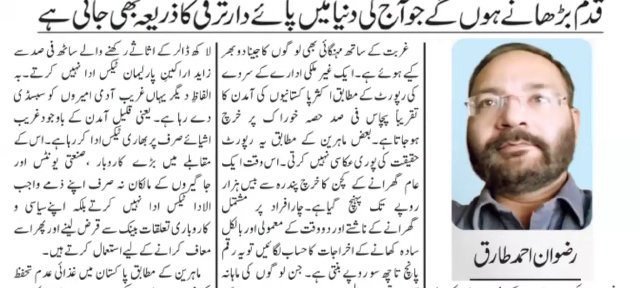 قدم بڑھانے ہوں گے جو آج کی دنیا میں پائے دار ترقی کا ذریعہ بھی جاتی ہے
غربت کے ساتھ مہنگائی بھی لوگوں کا جینا دوبھر
کیے ہوئے ہے۔ ایک غیر ملکی ادارے کے سروے
کی رپورٹ کے مطابق اکثر پاکستانیوں کی آمدن کا
تقریباً پچاس فی صد حصہ خوراک پر خرچ
ہوجاتا ہے۔ بعض ماہرین کے مطابق یہ رپورٹ
حقیقت کی پوری عکاسی نہیں کرتی۔ اس وقت ایک
عام گھرانے کے کچن کا خرچ پندرہ سے بیس ہزار
روپے تک پہنچ گیا ہے۔ چار افراد پر مشتمل
گھرانے کے ناشتے اور دو وقت کے معمولی اور بالکل
سادہ کھانے کے اخراجات کا حساب لگائیں تو یہ رقم
پانچ تا چھ سو روپے بنتی ہے۔ جن لوگوں کی ماہانہ
لاکھ ڈالر کے اثاثے رکھنے والے ساٹھ فی صد سے
زاید اراکینِ پارلیمان ٹیکس ادا نہیں کرتے۔ بہ
الفاظِ دیگر یہاں غریب آدمی امیروں کو سبسڈی
دے رہا ہے۔ یعنی قلیل آمدن کے باوجود غریب
اشیائے صرف پر بھاری ٹیکس ادا کر رہا ہے۔ اس کے
مقابلے میں بڑے کاروبار، صنعتی یونٹس اور
جاگیروں کے مالکان نہ صرف اپنے ذمے واجب
الادا ٹیکس ادا نہیں کرتے بلکہ اپنے سیاسی و
کاروباری تعلقات بینک سے قرض لینے اور پھر اسے
معاف کرانے کے لیے استعمال کرتے ہیں۔
ماہرین کے مطابق پاکستان میں غذائی عدم تحفظ
رضوان احمد طارق